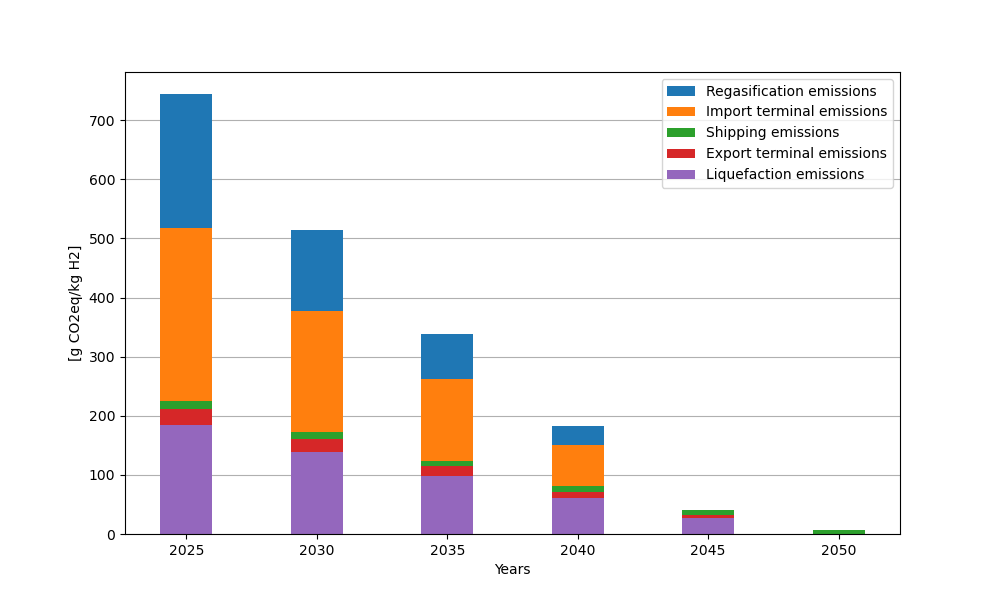 Regasification emissions
Import terminal emissions
Shipping emissions
Export terminal emissions
Liquefaction emissions
700
600
500
400
300
200
100
0
[g CO2eq/kg H2]
2025 2030 2035 2040 2045 2050
Years